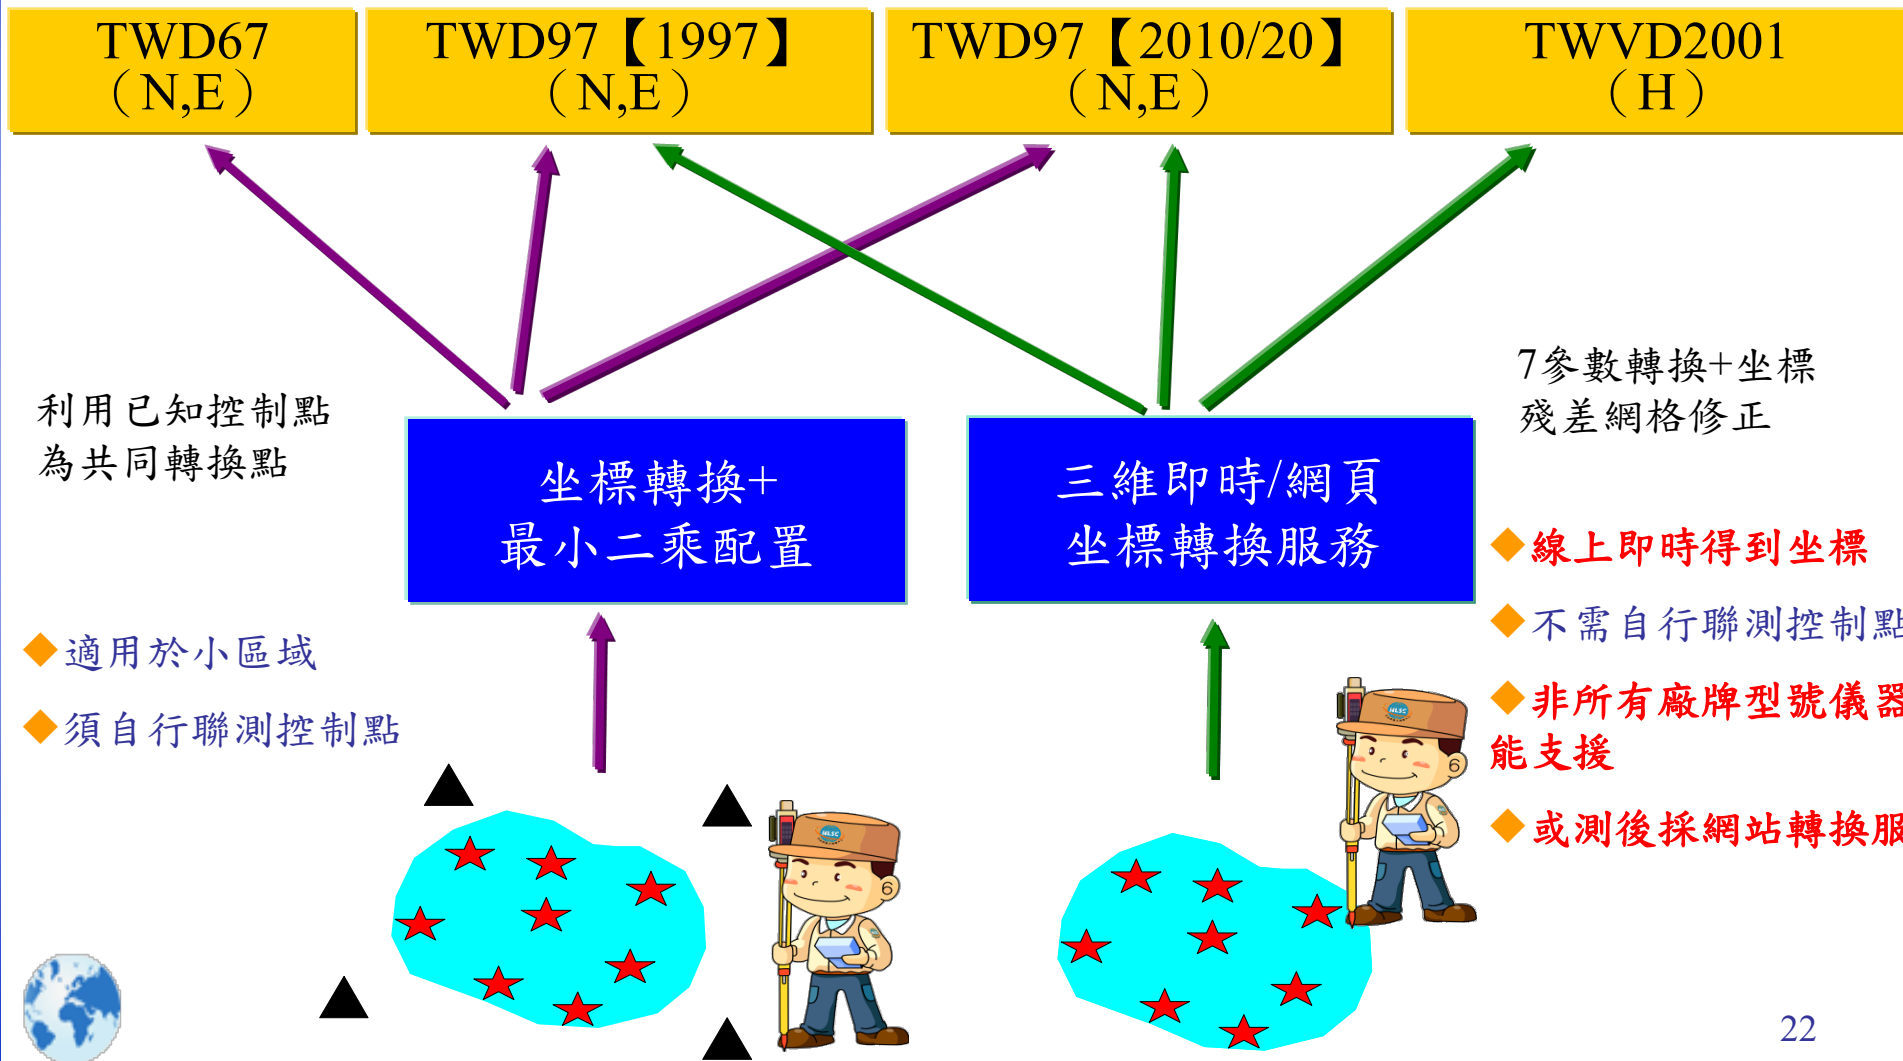 TWD67
（N,E）
TWD97【1997】
（N,E）
TWD97【2010/20】
（N,E）
TWVD2001
（H）
利用已知控制點
為共同轉換點
坐標轉換+
最小二乘配置
三維即時/網頁
坐標轉換服務
7參數轉換+坐標
殘差網格修正
◆適用於小區域
◆須自行聯測控制點
◆線上即時得到坐標
◆不需自行聯測控制點
◆非所有廠牌型號儀器
能支援
◆或測後採網站轉換服
NLSC
NLSC
22